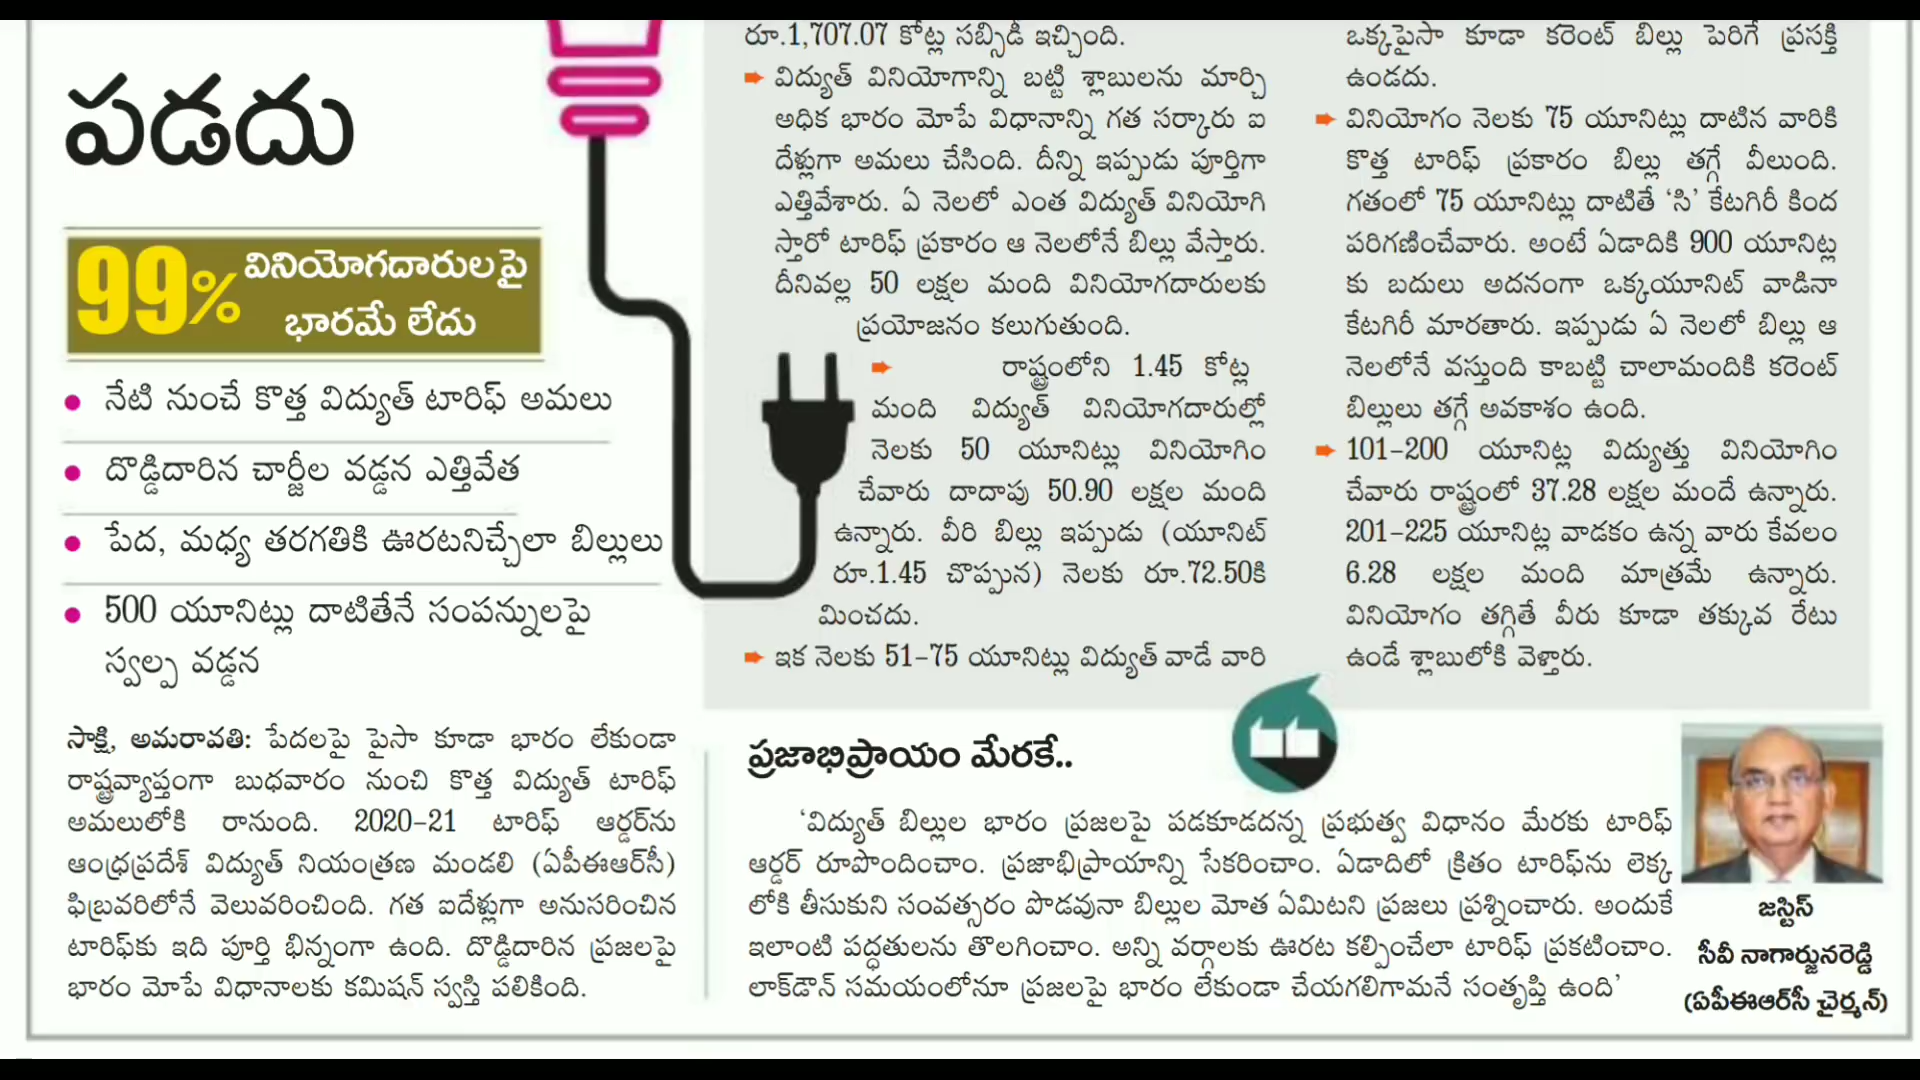 పడదు
99% వినియోగదారులపై
భారమే లేదు
నేటి నుంచే కొత్త విద్యుత్ టారిఫ్ అమలు
దొడ్డిదారిన చార్జీల వడ్డన ఎత్తివేత
పేద, మధ్య తరగతికి ఊరటనిచ్చేలా బిల్లులు
500 యూనిట్లు దాటితేనే సంపన్నులపై
స్వల్ప వడ్డన
సాక్షి, అమరావతి: పేదలపై పైసా కూడా భారం లేకుండా
రాష్ట్రవ్యాప్తంగా బుధవారం నుంచి కొత్త విద్యుత్ టారిఫ్
అమలులోకి రానుంది. 2020–21 టారిఫ్ ఆర్డర్‌ను
ఆంధ్రప్రదేశ్ విద్యుత్ నియంత్రణ మండలి (ఏపీఈఆర్‌సీ)
ఫిబ్రవరిలోనే వెలువరించింది. గత ఐదేళ్లుగా అనుసరించిన
టారిఫ్‌కు ఇది పూర్తి భిన్నంగా ఉంది. దొడ్డిదారిన ప్రజలపై
భారం మోపే విధానాలకు కమిషన్ స్వస్తి పలికింది.
రూ.1,707.07 కోట్ల సబ్సిడీ ఇచ్చింది.
విద్యుత్ వినియోగాన్ని బట్టి శ్లాబులను మార్చి
అధిక భారం మోపే విధానాన్ని గత సర్కారు ఐ
దేళ్లుగా అమలు చేసింది. దీన్ని ఇప్పుడు పూర్తిగా
ఎత్తివేశారు. ఏ నెలలో ఎంత విద్యుత్ వినియోగి
స్తారో టారిఫ్ ప్రకారం ఆ నెలలోనే బిల్లు వేస్తారు.
దీనివల్ల 50 లక్షల మంది వినియోగదారులకు
ప్రయోజనం కలుగుతుంది.
రాష్ట్రంలోని 1.45 కోట్ల
మంది విద్యుత్ వినియోగదారుల్లో
నెలకు 50 యూనిట్లు వినియోగిం
చేవారు దాదాపు 50.90 లక్షల మంది
ఉన్నారు. వీరి బిల్లు ఇప్పుడు (యూనిట్
రూ.1.45 చొప్పున) నెలకు రూ.72.50కి
మించదు.
ఇక నెలకు 51–75 యూనిట్లు విద్యుత్ వాడే వారి
ఒక్కపైసా కూడా కరెంట్ బిల్లు పెరిగే ప్రసక్తి
ఉండదు.
వినియోగం నెలకు 75 యూనిట్లు దాటిన వారికి
కొత్త టారిఫ్ ప్రకారం బిల్లు తగ్గే వీలుంది.
గతంలో 75 యూనిట్లు దాటితే ‘సి’ కేటగిరీ కింద
పరిగణించేవారు. అంటే ఏడాదికి 900 యూనిట్ల
కు బదులు అదనంగా ఒక్కయూనిట్ వాడినా
కేటగిరీ మారతారు. ఇప్పుడు ఏ నెలలో బిల్లు ఆ
నెలలోనే వస్తుంది కాబట్టి చాలామందికి కరెంట్
బిల్లులు తగ్గే అవకాశం ఉంది.
101–200 యూనిట్ల విద్యుత్తు వినియోగిం
చేవారు రాష్ట్రంలో 37.28 లక్షల మందే ఉన్నారు.
201–225 యూనిట్ల వాడకం ఉన్న వారు కేవలం
6.28 లక్షల మంది మాత్రమే ఉన్నారు.
వినియోగం తగ్గితే వీరు కూడా తక్కువ రేటు
ఉండే శ్లాబులోకి వెళ్తారు.
ప్రజాభిప్రాయం మేరకే..
‘విద్యుత్ బిల్లుల భారం ప్రజలపై పడకూడదన్న ప్రభుత్వ విధానం మేరకు టారిఫ్
ఆర్డర్ రూపొందించాం. ప్రజాభిప్రాయాన్ని సేకరించాం. ఏడాదిలో క్రితం టారిఫ్‌ను లెక్క
లోకి తీసుకుని సంవత్సరం పొడవునా బిల్లుల మోత ఏమిటని ప్రజలు ప్రశ్నించారు. అందుకే
ఇలాంటి పద్ధతులను తొలగించాం. అన్ని వర్గాలకు ఊరట కల్పించేలా టారిఫ్ ప్రకటించాం.
లాక్‌డౌన్ సమయంలోనూ ప్రజలపై భారం లేకుండా చేయగలిగామనే సంతృప్తి ఉంది’
జస్టిస్
సీవీ నాగార్జునరెడ్డి
(ఏపీఈఆర్‌సీ చైర్మన్)